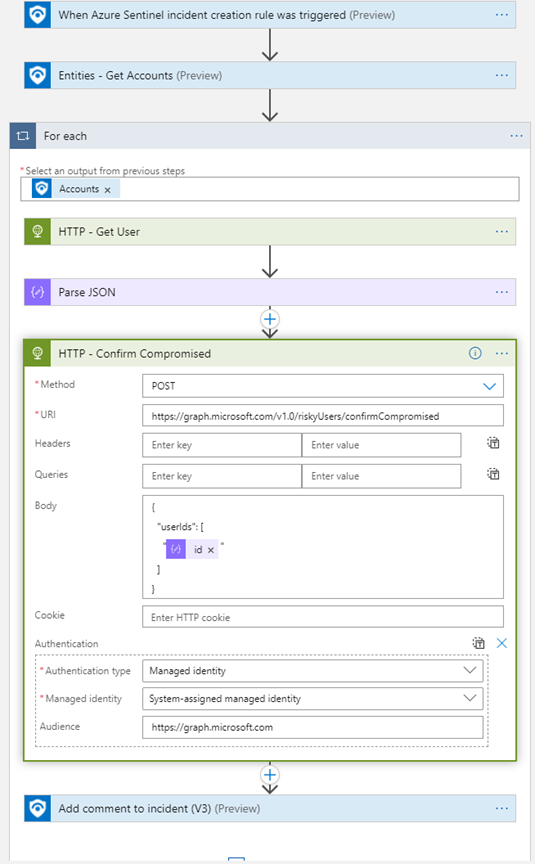 When Azure Sentinel incident creation rule was triggered (Preview) ...
Entities - Get Accounts (Preview) ...
For each ...
*Select an output from previous steps
Accounts ×
HTTP - Get User ...
Parse JSON ...
HTTP - Confirm Compromised ...
*Method POST
*URI https://graph.microsoft.com/v1.0/riskyUsers/confirmCompromised
Headers Enter key Enter value
Queries Enter key Enter value
Body {
"userIds": [
" id × "
]
}
Cookie Enter HTTP cookie
Authentication
*Authentication type Managed identity
*Managed identity System-assigned managed identity
Audience https://graph.microsoft.com
Add comment to incident (V3) (Preview) ...